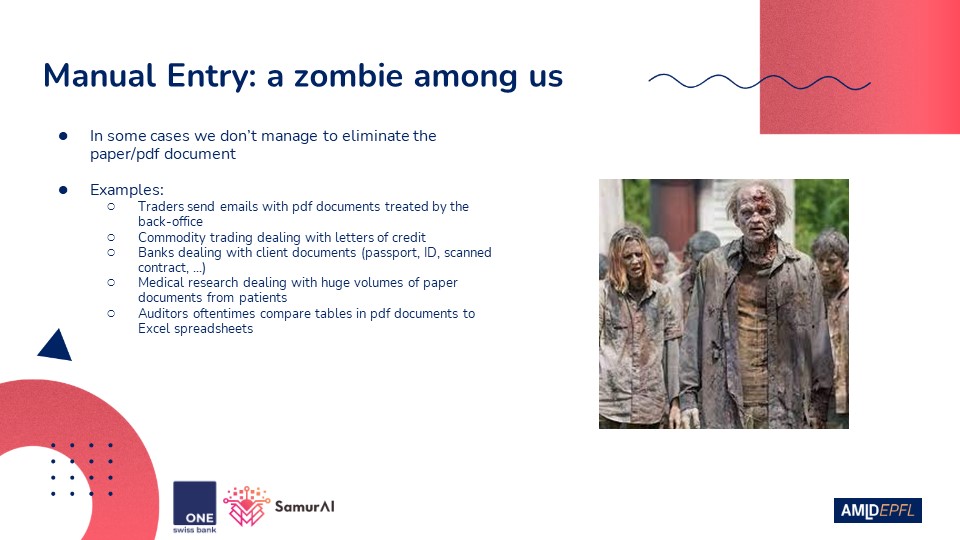 Manual Entry: a zombie among us
● In some cases we don't manage to eliminate the
paper/pdf document
● Examples:
○ Traders send emails with pdf documents treated by the
back-office
○ Commodity trading dealing with letters of credit
○ Banks dealing with client documents (passport, ID, scanned
contract, ...)
○ Medical research dealing with huge volumes of paper
documents from patients
○ Auditors oftentimes compare tables in pdf documents to
Excel spreadsheets
ONE
swiss bank
SamurAI
AMLDEPFL